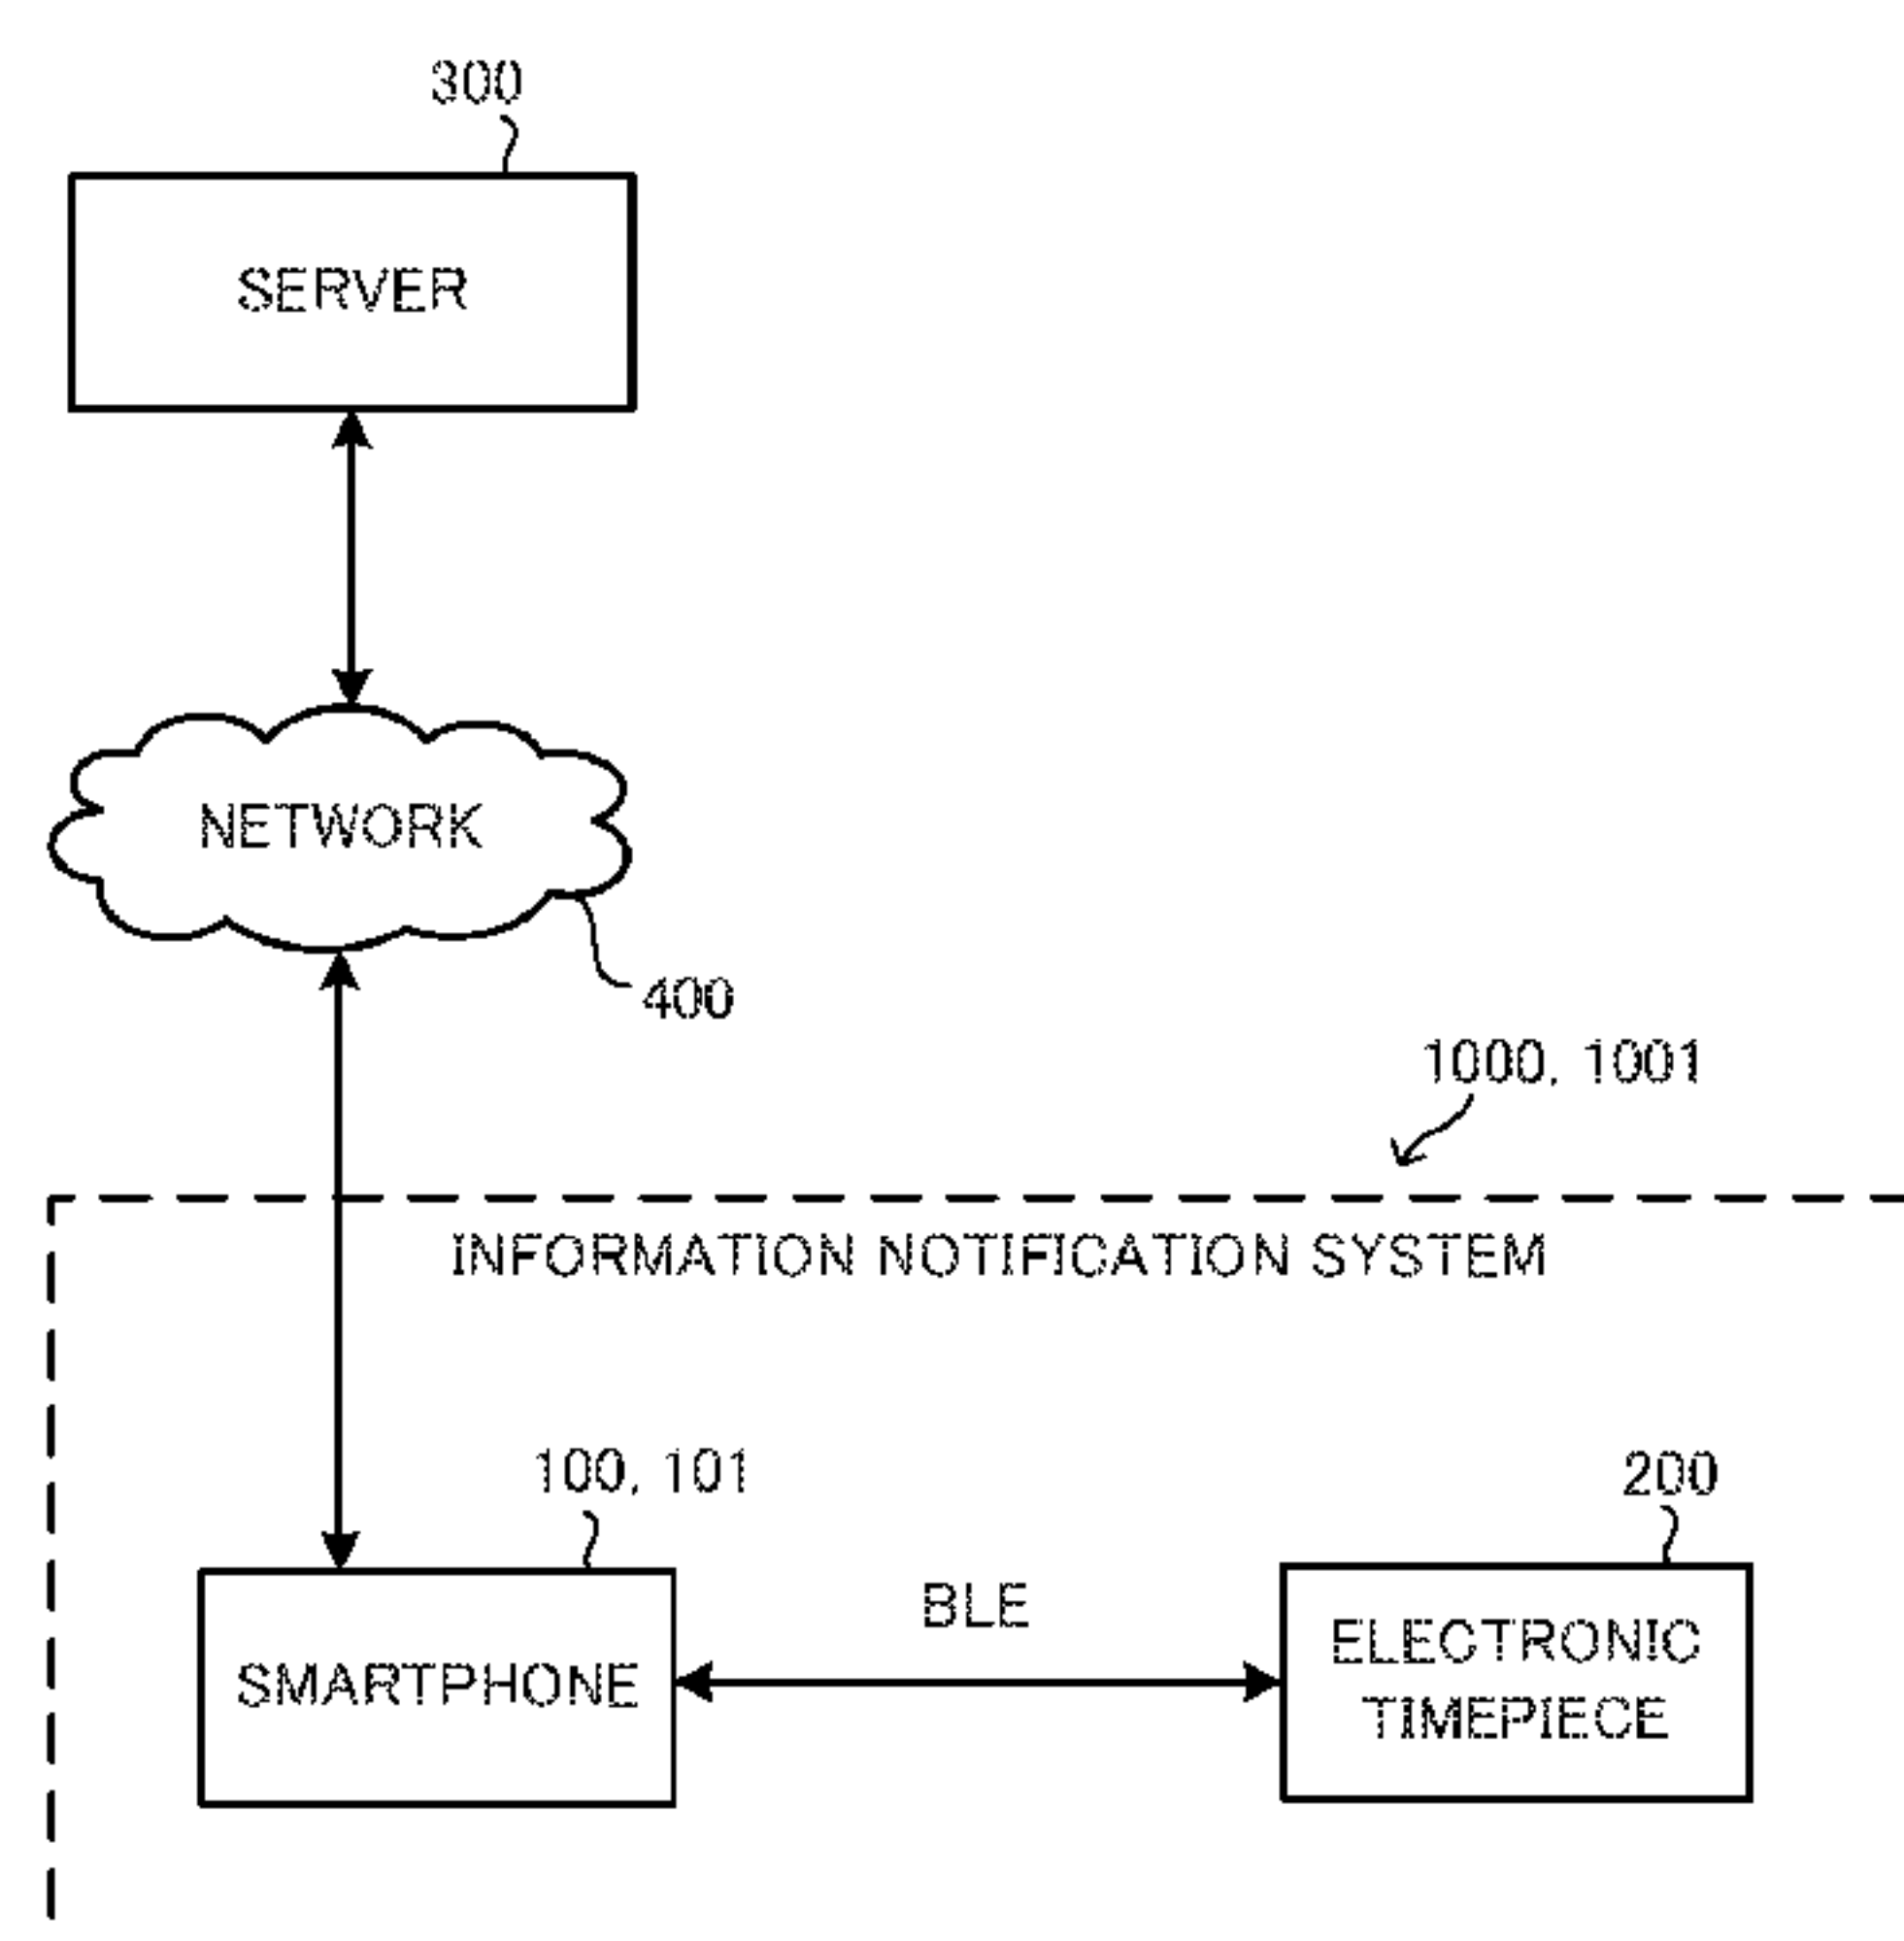 300
SERVER
NETWORK
400
1000, 1001
INFORMATION NOTIFICATION SYSTEM
100, 101
200
BLE
SMARTPHONE
ELECTRONIC
TIMEPIECE